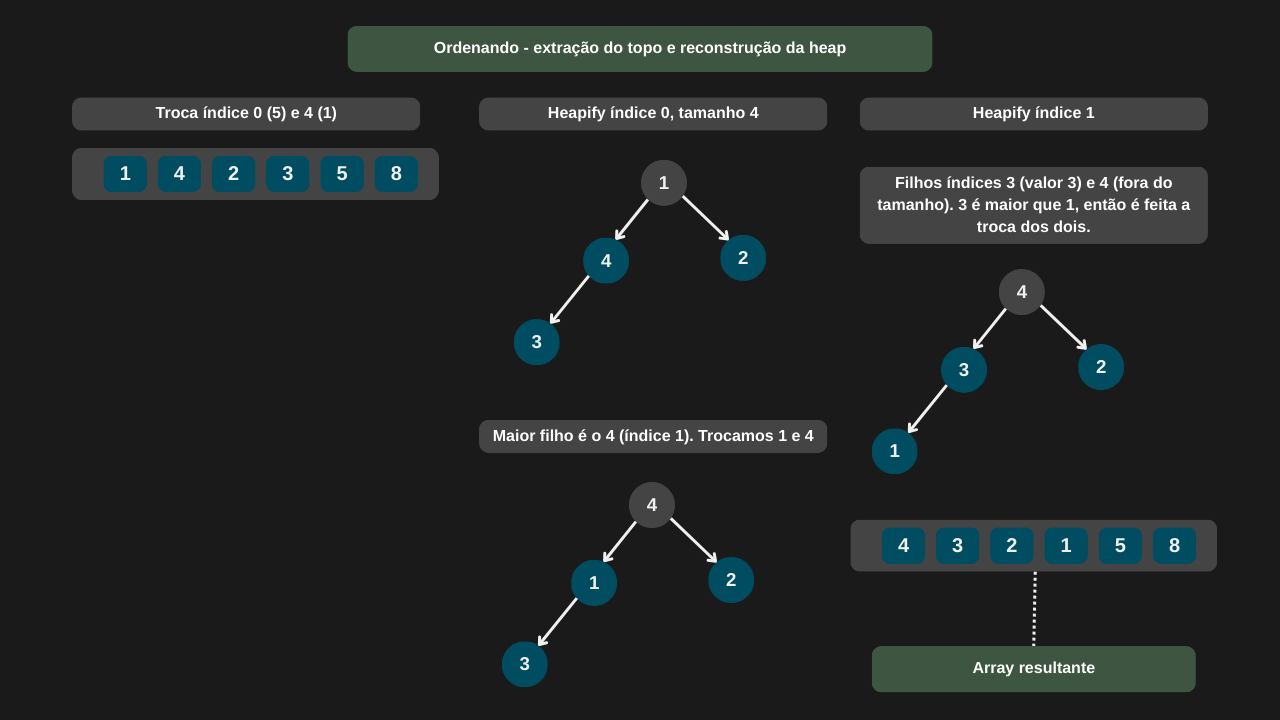 Ordenando - extração do topo e reconstrução da heap
Troca índice 0 (5) e 4 (1)
1 4 2 3 5 8
Heapify índice 0, tamanho 4
1
4
2
3
Maior filho é o 4 (índice 1). Trocamos 1 e 4
4
1
2
3
Heapify índice 1
Filhos índices 3 (valor 3) e 4 (fora do
tamanho). 3 é maior que 1, então é feita a
troca dos dois.
4
3
2
1
4 3 2 1 5 8
Array resultante